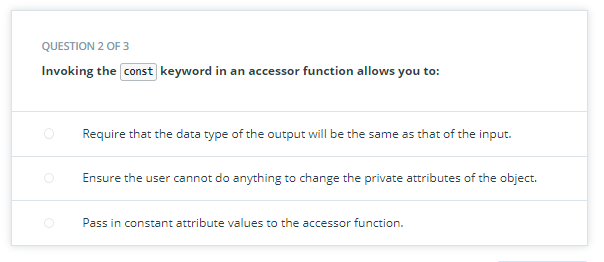 QUESTION 2 OF 3
Invoking the const keyword in an accessor function allows you to:
Require that the data type of the output will be the same as that of the input.
Ensure the user cannot do anything to change the private attributes of the object.
Pass in constant attribute values to the accessor function.